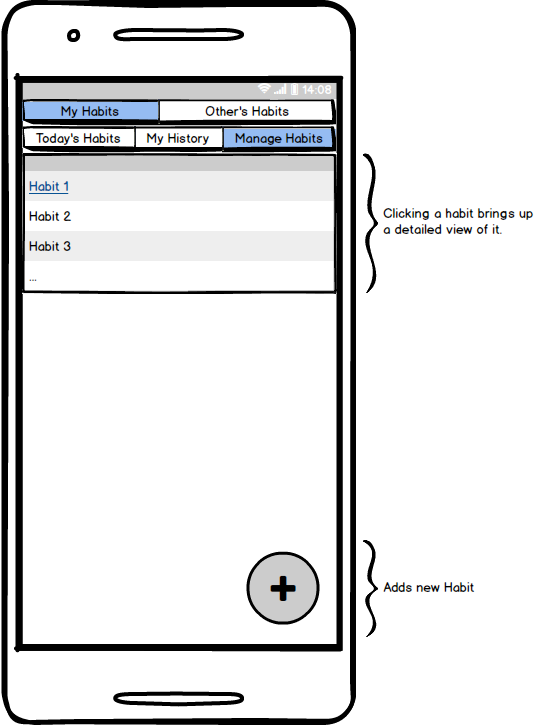 14:08
My Habits Other's Habits
Today's Habits My History Manage Habits
Habit 1
Habit 2
Habit 3
...
Clicking a habit brings up
a detailed view of it.
+
Adds new Habit